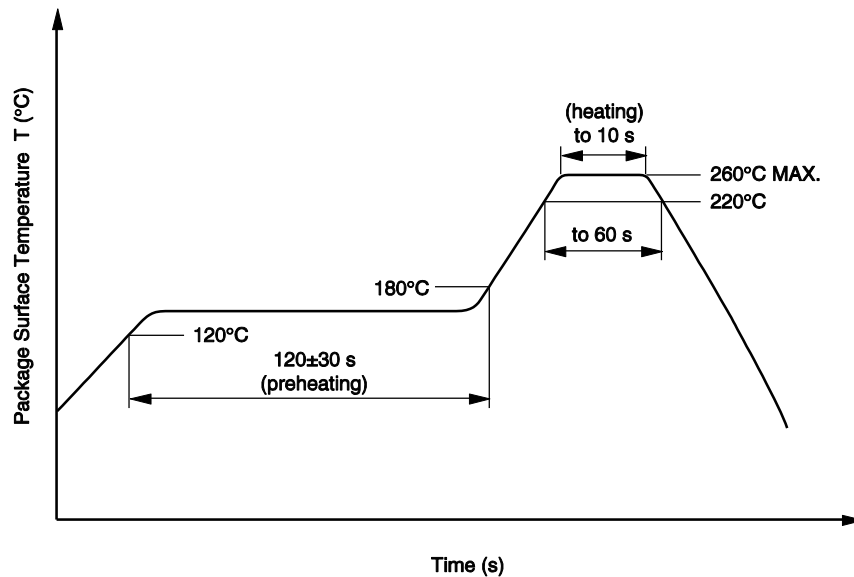 Package Surface Temperature T (°C)
(heating)
to 10 s
260°C MAX.
220°C
to 60 s
180°C
120°C
120±30 s
(preheating)
Time (s)